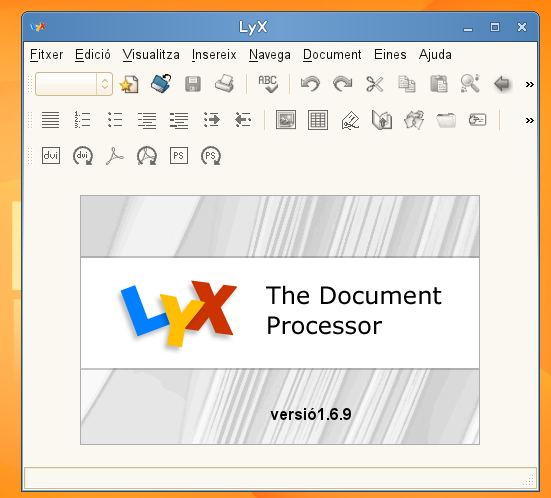 LyX
Fitxer Edició Visualitza Insereix Navega Document Eines Ajuda
ABC
dvi dvi PS PS
LyX The Document
Processor
versió1.6.9